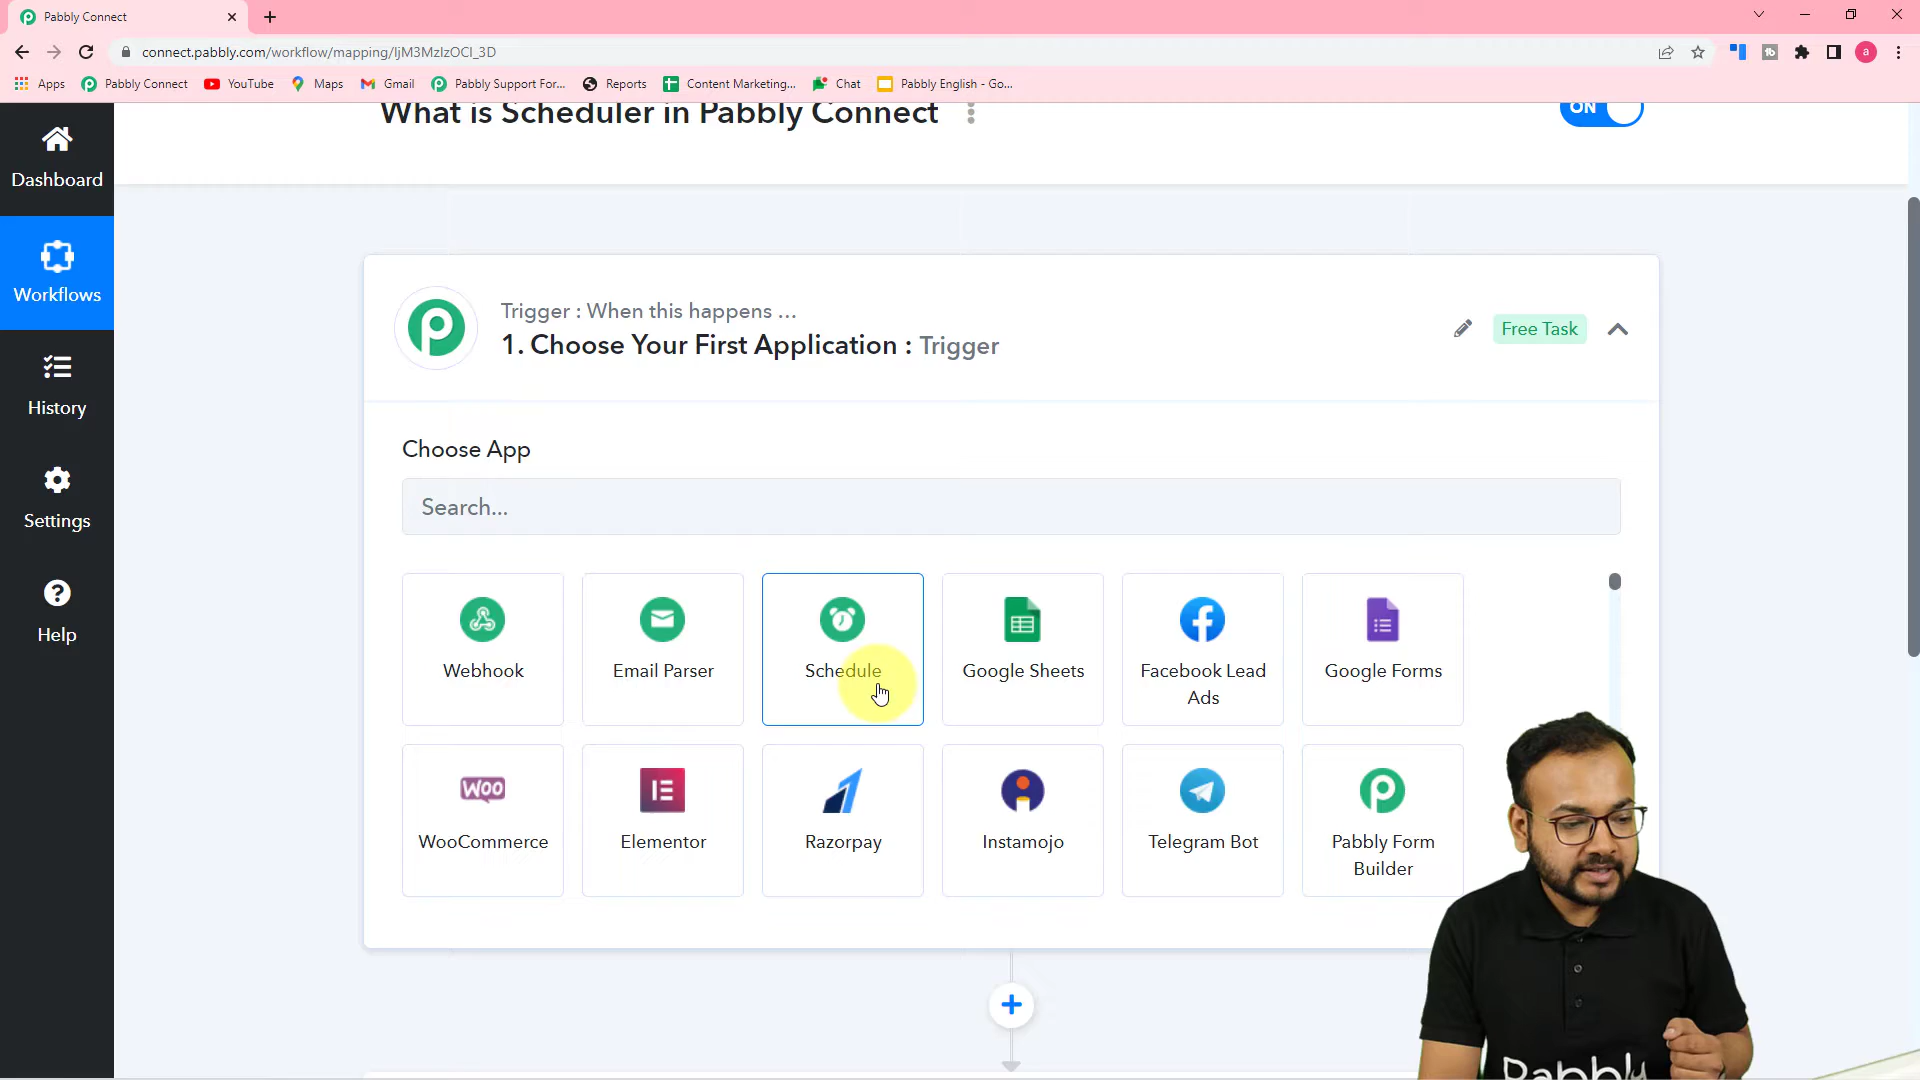 Pabbly Connect
connect.pabbly.com/workflow/mapping/IjM3MzIzOCI_3D
Apps
Pabbly Connect
YouTube
Maps
Gmail
Pabbly Support For...
Reports
Content Marketing...
Chat
Pabbly English - Go...
a
What is Scheduler in Pabbly Connect
ON
Dashboard
Workflows
History
Settings
Help
Trigger : When this happens ...
1. Choose Your First Application : Trigger
Free Task
Choose App
Search...
Webhook
Email Parser
Schedule
Google Sheets
Facebook Lead
Ads
Google Forms
WOO
WooCommerce
Elementor
Razorpay
Instamojo
Telegram Bot
Pabbly Form
Builder
Pabbly